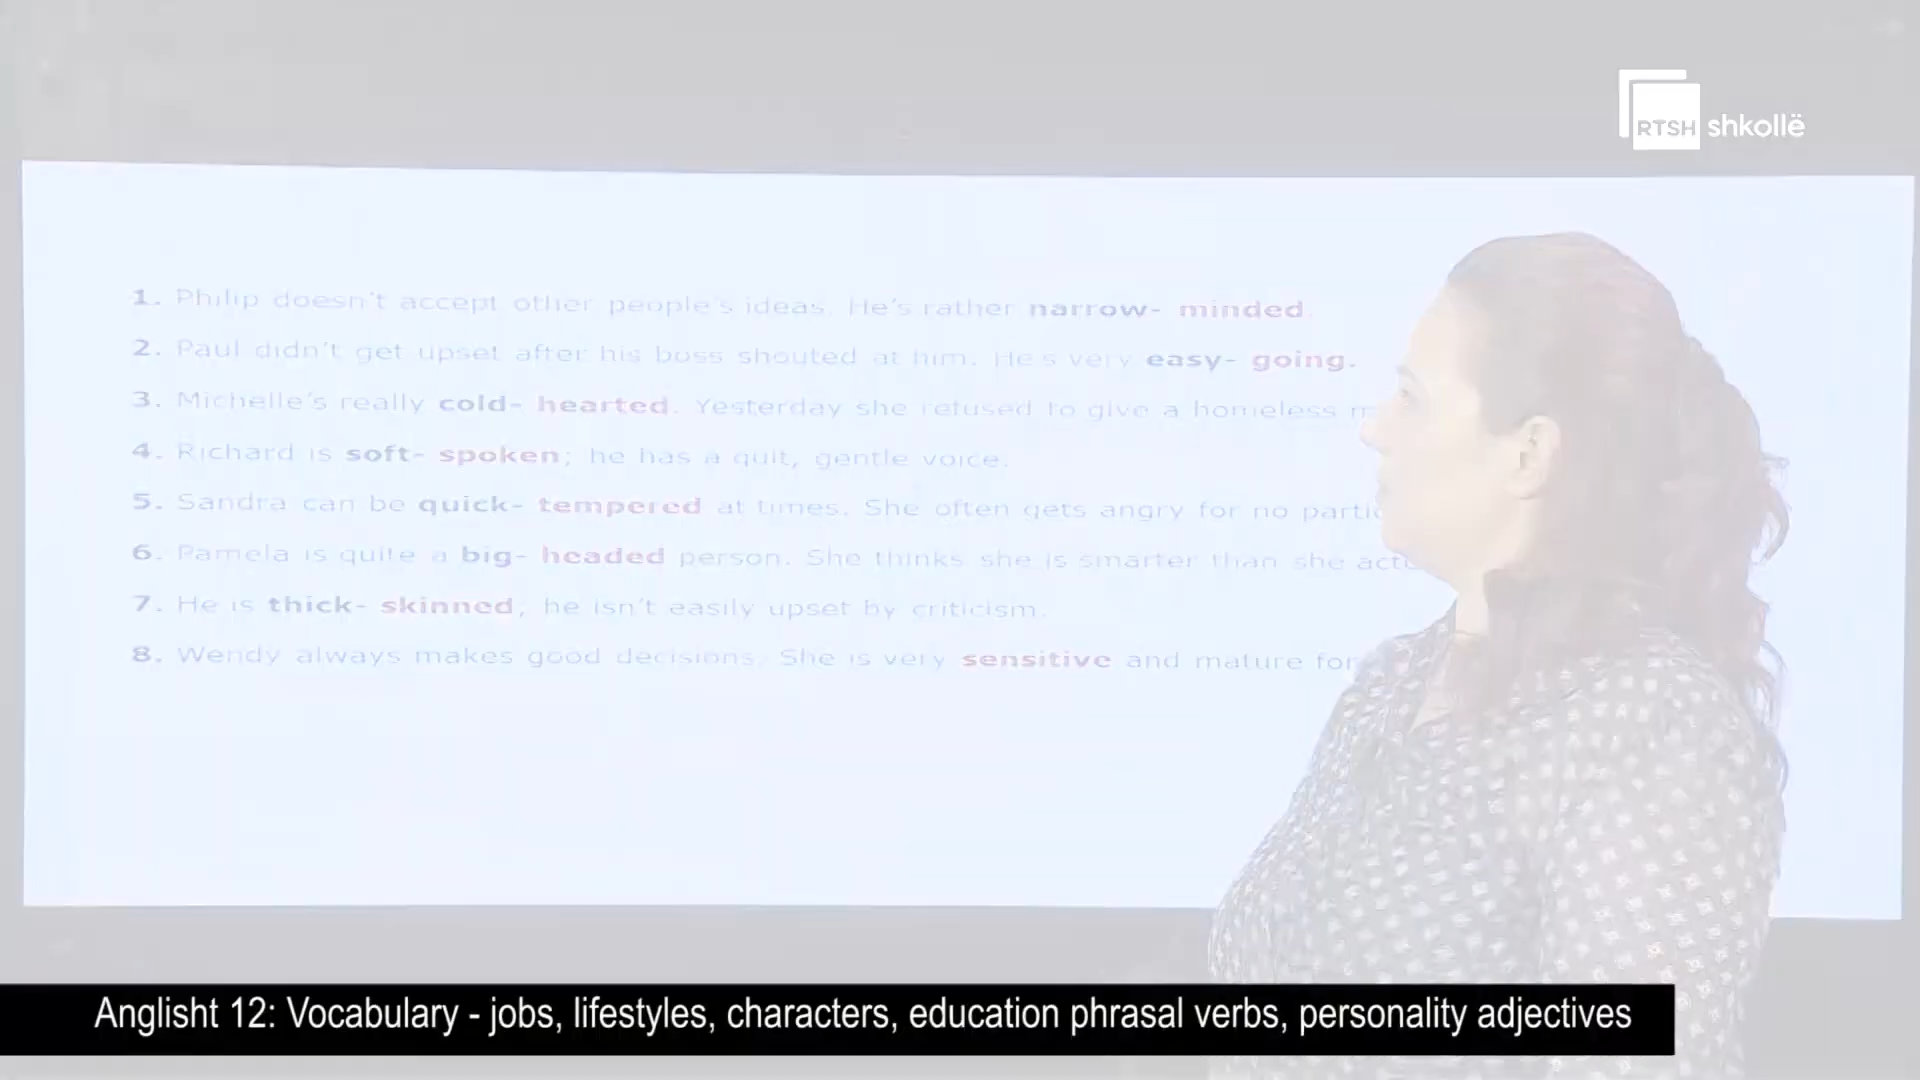 RTSH shkollë
1. Philip doesn't accept other people's ideas. He's rather narrow- minded.
2. Paul didn't get upset after his boss shouted at him. He's very easy- going.
3. Michelle's really cold- hearted. Yesterday she refused to give a homeless
4. Richard is soft- spoken; he has a quit, gentle voice.
5. Sandra can be quick- tempered at times. She often gets angry for no
6. Pamela is quite a big- headed person. She thinks she is smarter than she
7. He is thick- skinned; he isn't easily upset by criticism.
8. Wendy always makes good decisions. She is very sensitive and mature for
Anglisht 12: Vocabulary - jobs, lifestyles, characters, education phrasal verbs, personality adjectives